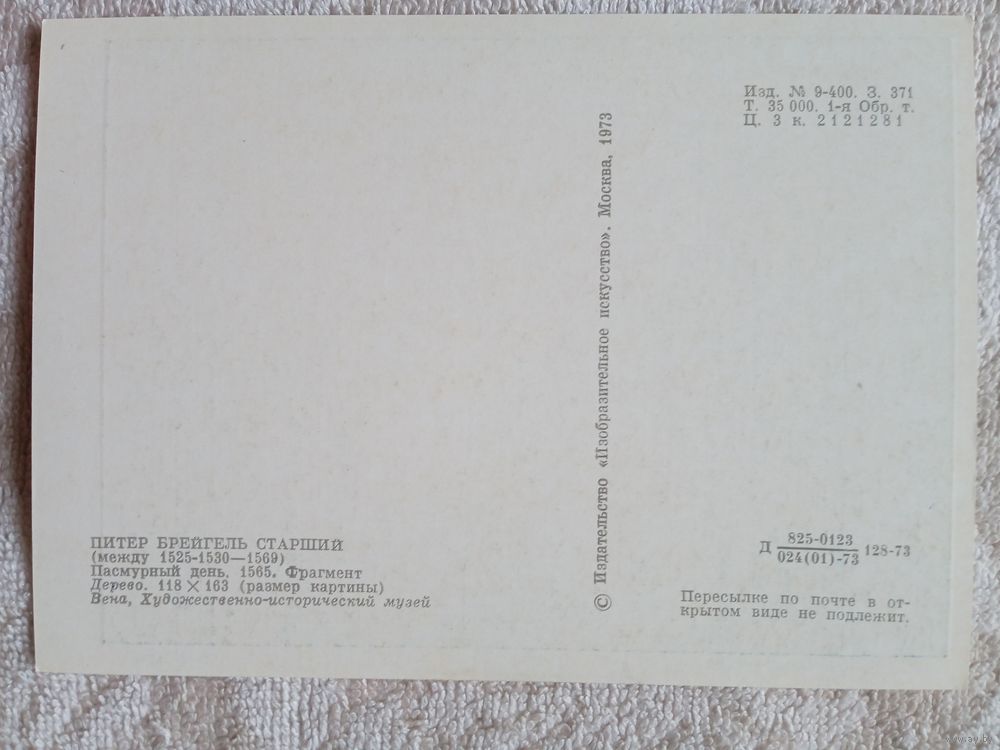 Изд. № 9-400. З. 371
Т. 35 000. 1-я Обр. т.
Ц. 3 к. 2121281
© Издательство «Изобразительное искусство». Москва, 1973
ПИТЕР БРЕЙГЕЛЬ СТАРШИЙ
(между 1525-1530—1569)
Пасмурный день. 1565. Фрагмент
Дерево. 118 × 163 (размер картины)
Вена, Художественно-исторический музей
Д 825-0123
024(01)-73 128-73
Пересылке по почте в от-
крытом виде не подлежит.